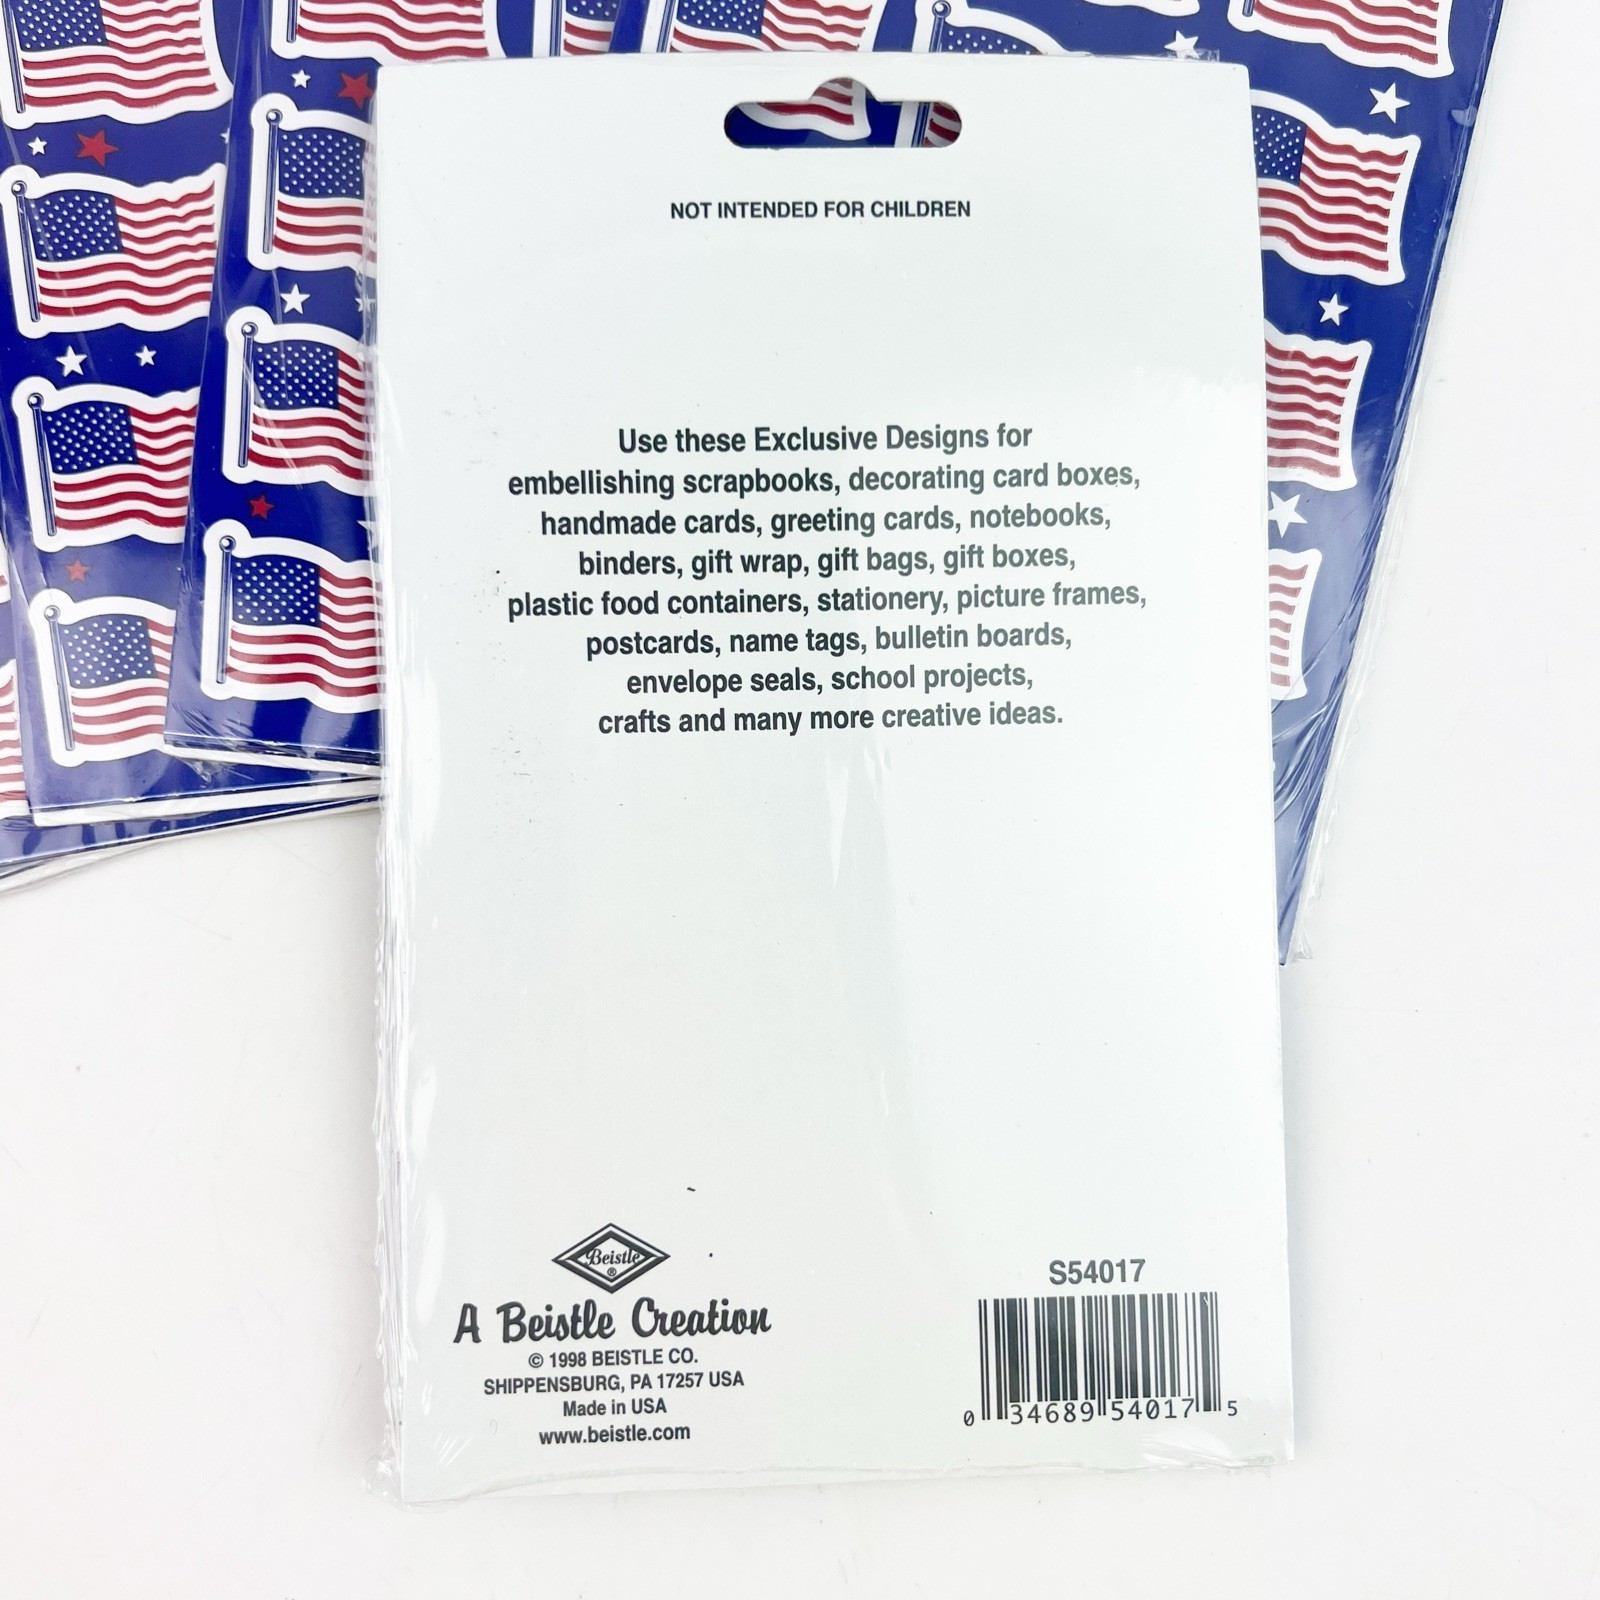 NOT INTENDED FOR CHILDREN
Use these Exclusive Designs for
embellishing scrapbooks, decorating card boxes,
handmade cards, greeting cards, notebooks,
binders, gift wrap, gift bags, gift boxes,
plastic food containers, stationery, picture frames,
postcards, name tags, bulletin boards,
envelope seals, school projects,
crafts and many more creative ideas.
Beistle
®
A Beistle Creation
© 1998 BEISTLE CO.
SHIPPENSBURG, PA 17257 USA
Made in USA
www.beistle.com
S54017
0 34689 54017 5